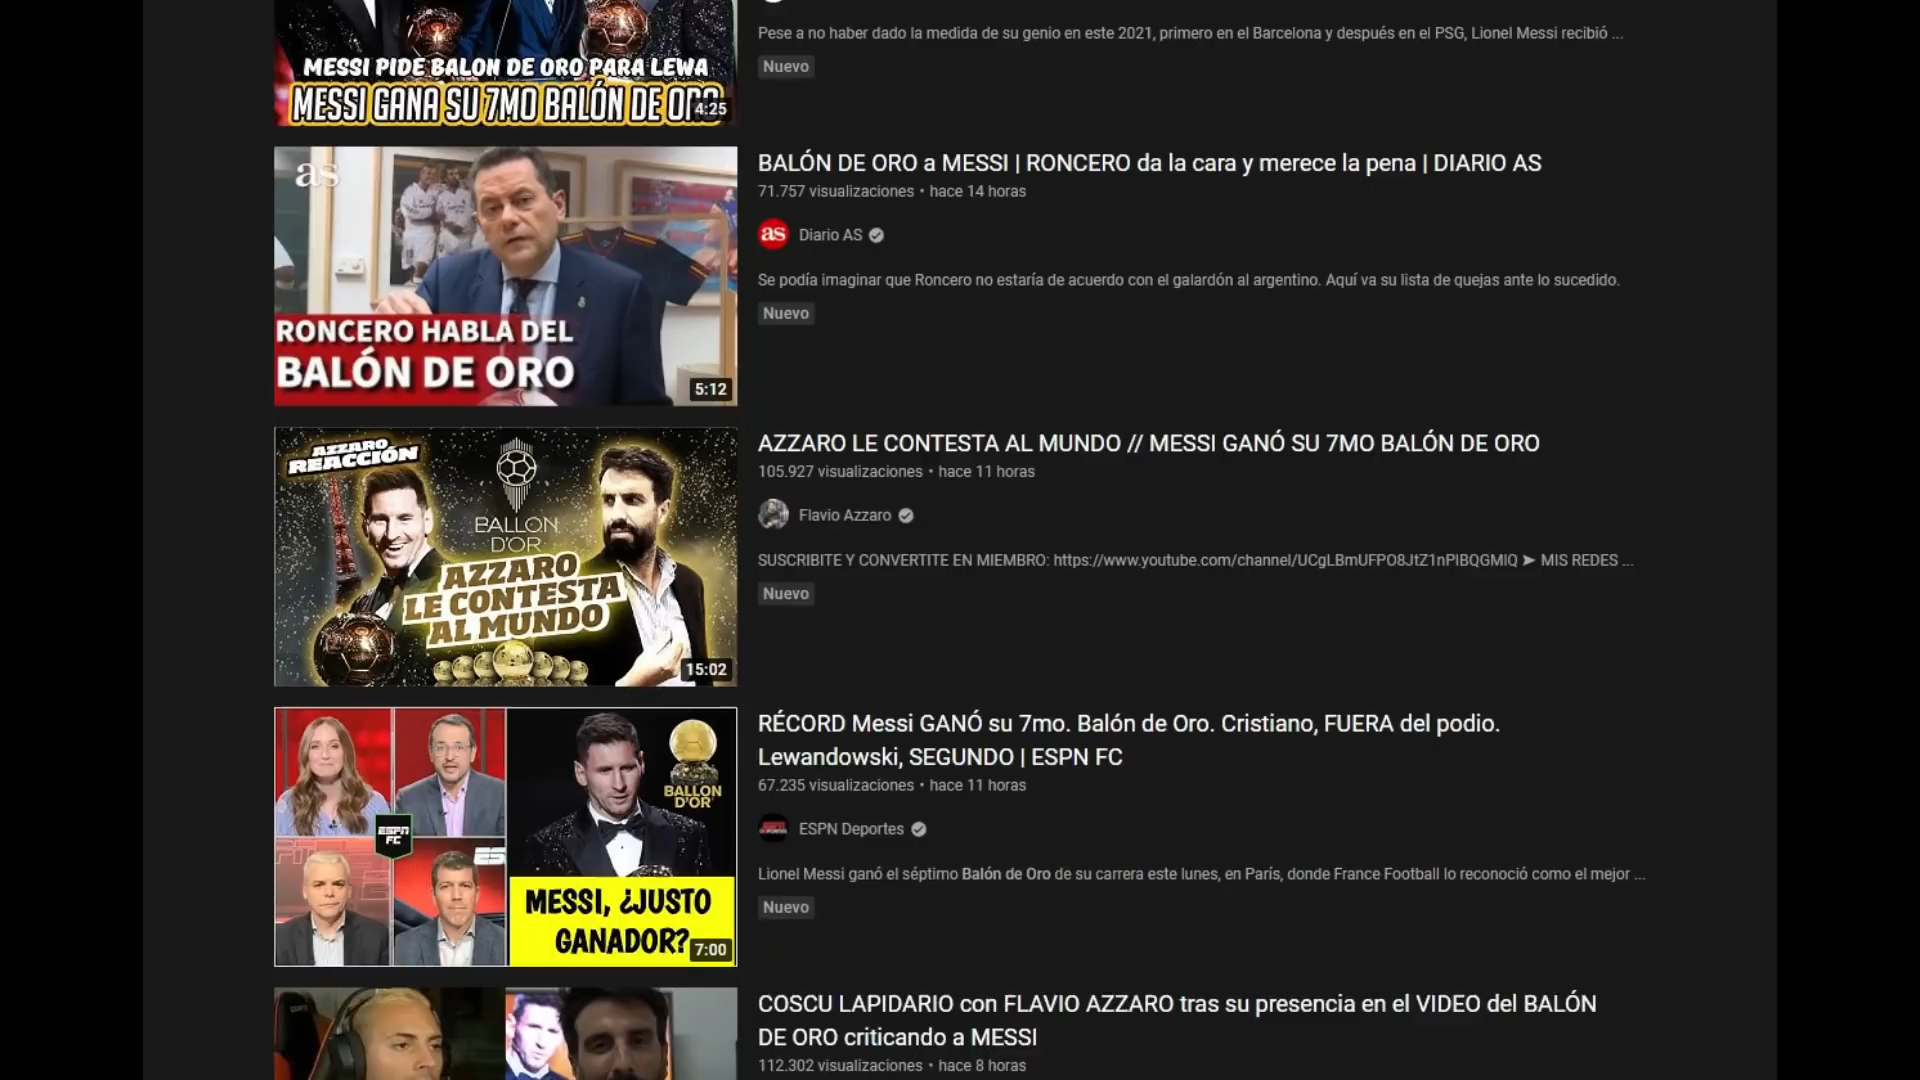 MESSI PIDE BALON DE ORO PARA LEWA
MESSI GANA SU 7MO BALÓN DE ORO
4:25
Pese a no haber dado la medida de su genio en este 2021, primero en el Barcelona y después en el PSG, Lionel Messi recibió ...
Nuevo
as
RONCERO HABLA DEL
BALÓN DE ORO
5:12
BALÓN DE ORO a MESSI | RONCERO da la cara y merece la pena | DIARIO AS
71.757 visualizaciones • hace 14 horas
as Diario AS
Se podía imaginar que Roncero no estaría de acuerdo con el galardón al argentino. Aquí va su lista de quejas ante lo sucedido.
Nuevo
AZZARO
REACCIÓN
BALLON
D'OR
AZZARO
LE CONTESTA
AL MUNDO
15:02
AZZARO LE CONTESTA AL MUNDO // MESSI GANÓ SU 7MO BALÓN DE ORO
105.927 visualizaciones • hace 11 horas
Flavio Azzaro
SUSCRIBITE Y CONVERTITE EN MIEMBRO: https://www.youtube.com/channel/UCgLBmUFPO8JtZ1nPIBQGMIQ ➤ MIS REDES ...
Nuevo
ESPN
FC
BALLON
D'OR
MESSI, ¿JUSTO
GANADOR?
7:00
RÉCORD Messi GANÓ su 7mo. Balón de Oro. Cristiano, FUERA del podio.
Lewandowski, SEGUNDO | ESPN FC
67.235 visualizaciones • hace 11 horas
ESPN Deportes
Lionel Messi ganó el séptimo Balón de Oro de su carrera este lunes, en París, donde France Football lo reconoció como el mejor ...
Nuevo
COSCU LAPIDARIO con FLAVIO AZZARO tras su presencia en el VIDEO del BALÓN
DE ORO criticando a MESSI
112.302 visualizaciones • hace 8 horas